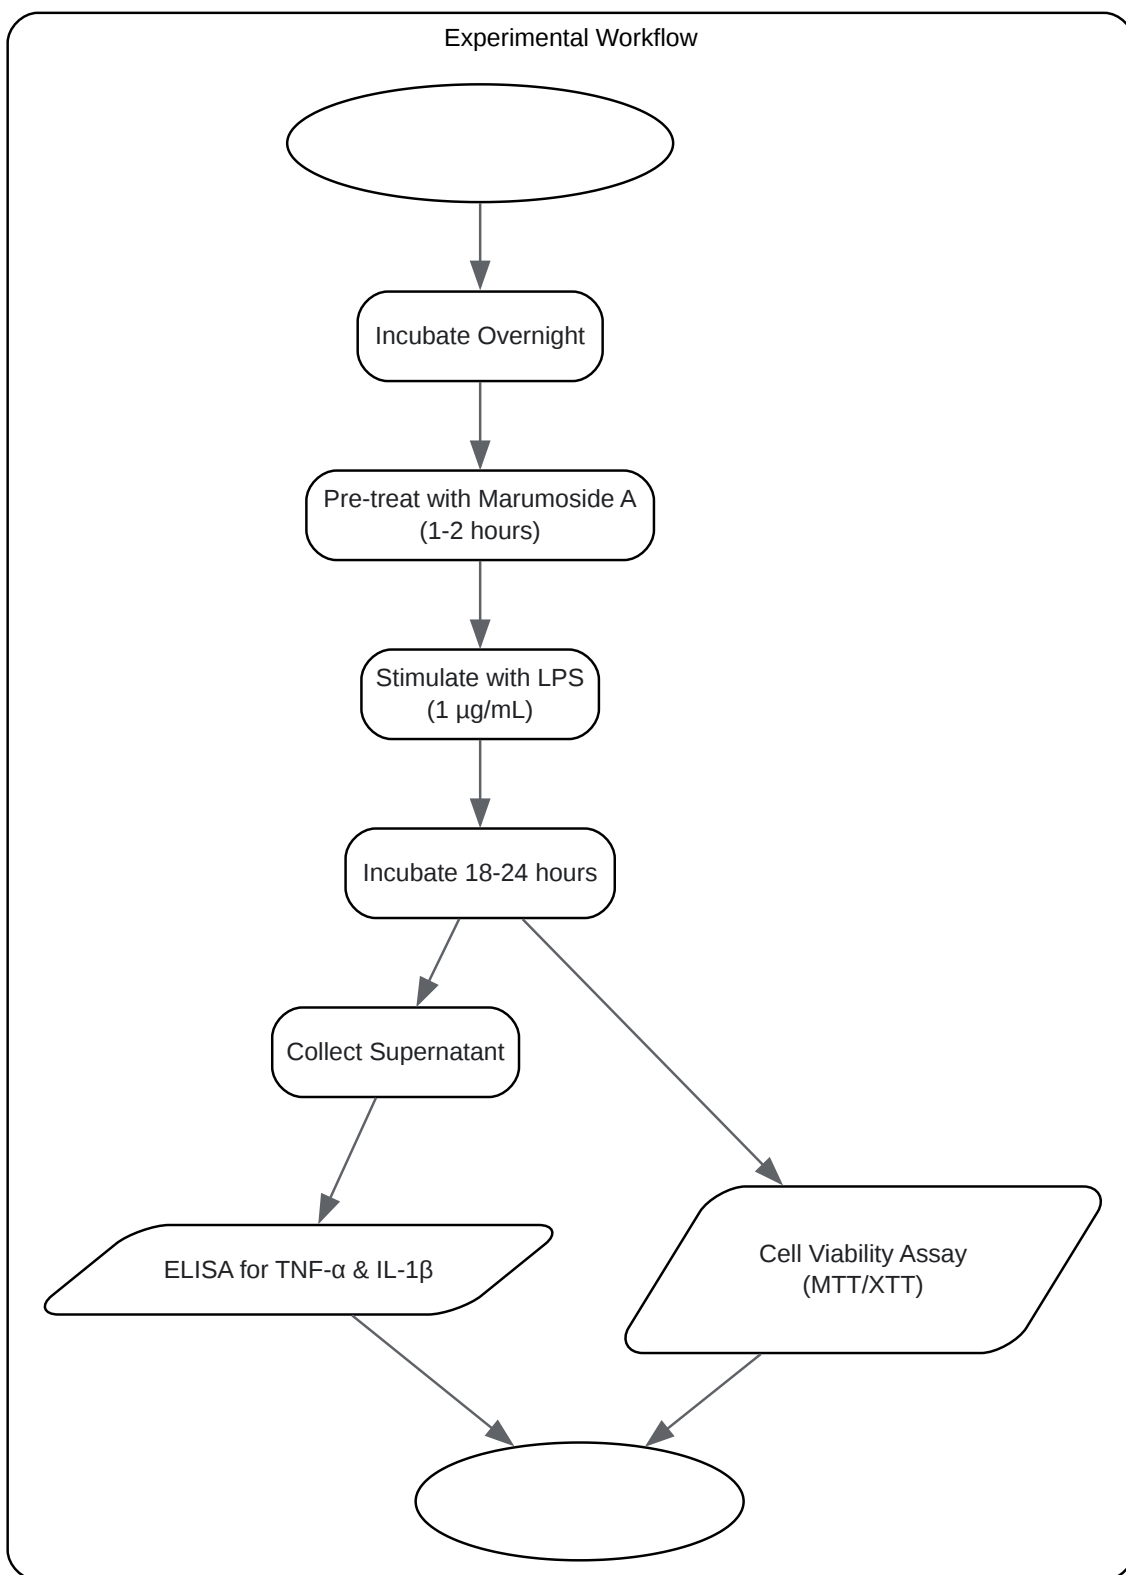 Experimental Workflow
Incubate Overnight
Pre-treat with Marumoside A
(1-2 hours)
Stimulate with LPS
(1 µg/mL)
Incubate 18-24 hours
Collect Supernatant
ELISA for TNF-α & IL-1β
Cell Viability Assay
(MTT/XTT)